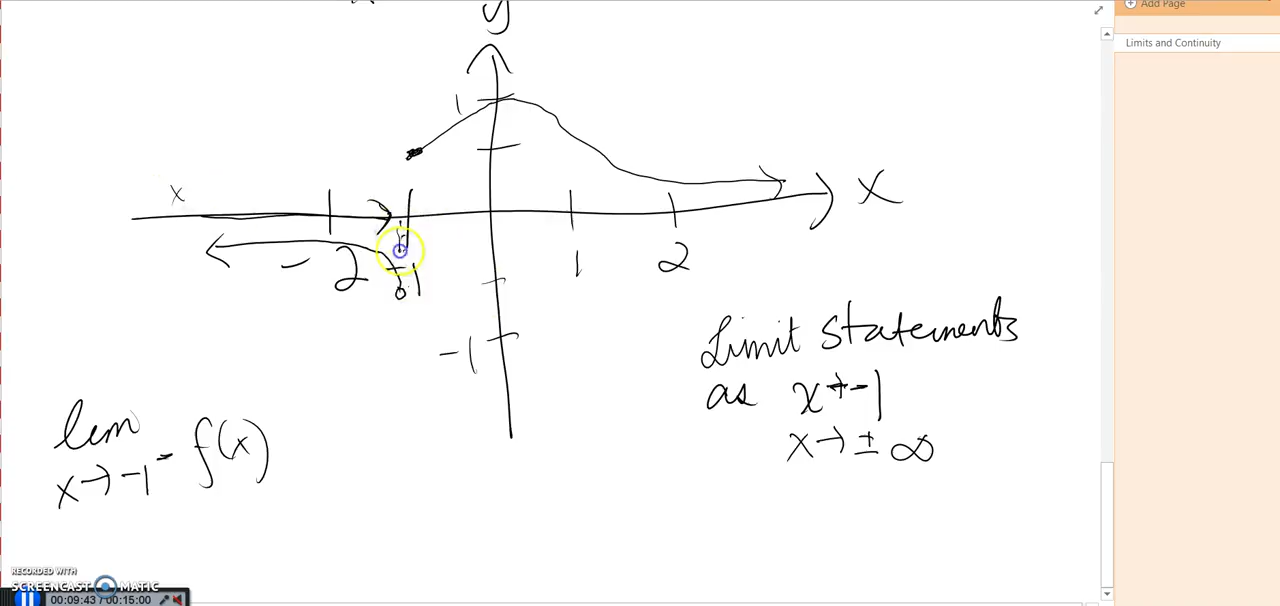 Add Page
Limits and Continuity
y
1
x
X
-2
-1
1
2
-1
Limit Statements
as x→-1
x→±∞
lim f(x)
x→-1⁻
RECORDED WITH
SCREENCAST MATIC
00:09:43 / 00:15:00